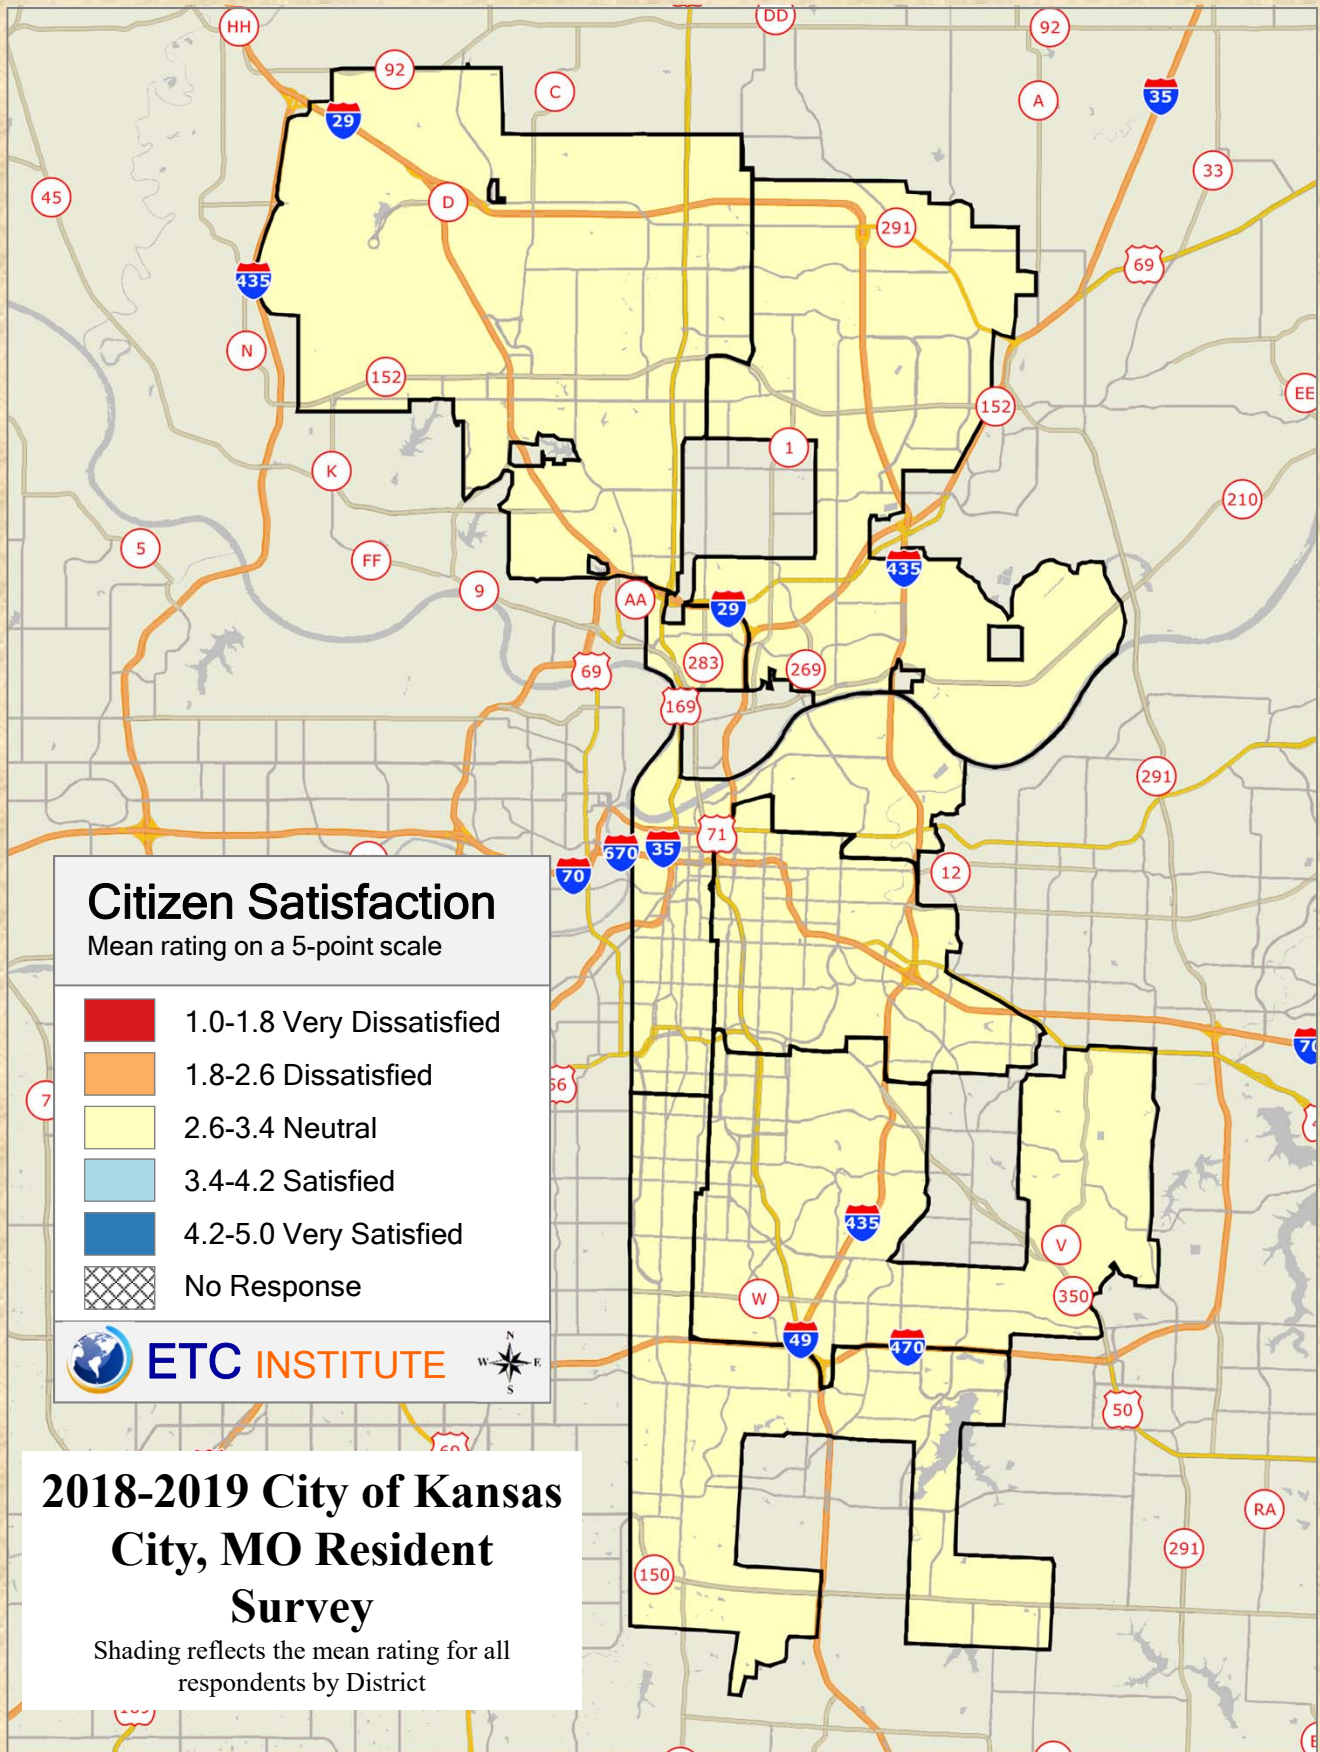 HH
DD
92
92
C
A
35
29
33
45
D
291
69
435
N
152
EE
152
1
K
210
5
FF
435
9
AA
29
283
269
69
169
291
71
670
35
70
12
Citizen Satisfaction
Mean rating on a 5-point scale
1.0-1.8 Very Dissatisfied
1.8-2.6 Dissatisfied
2.6-3.4 Neutral
3.4-4.2 Satisfied
4.2-5.0 Very Satisfied
No Response
ETC INSTITUTE
N
W E
S
70
7
435
V
W
350
49
470
50
2018-2019 City of Kansas
City, MO Resident
Survey
Shading reflects the mean rating for all
respondents by District
RA
291
150